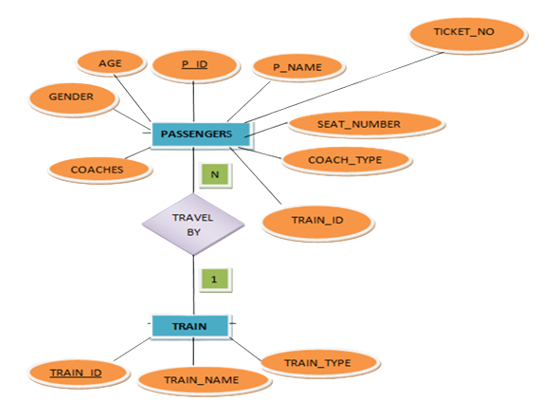 TICKET_NO
AGE
P_ID
P_NAME
GENDER
SEAT_NUMBER
PASSENGERS
COACH_TYPE
COACHES
N
TRAVEL
BY
TRAIN_ID
1
TRAIN
TRAIN_ID
TRAIN_NAME
TRAIN_TYPE